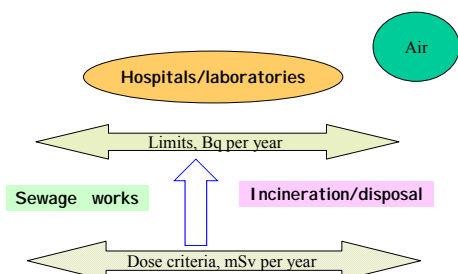 Air
Hospitals/laboratories
Limits, Bq per year
Sewage works
Incineration/disposal
Dose criteria, mSv per year